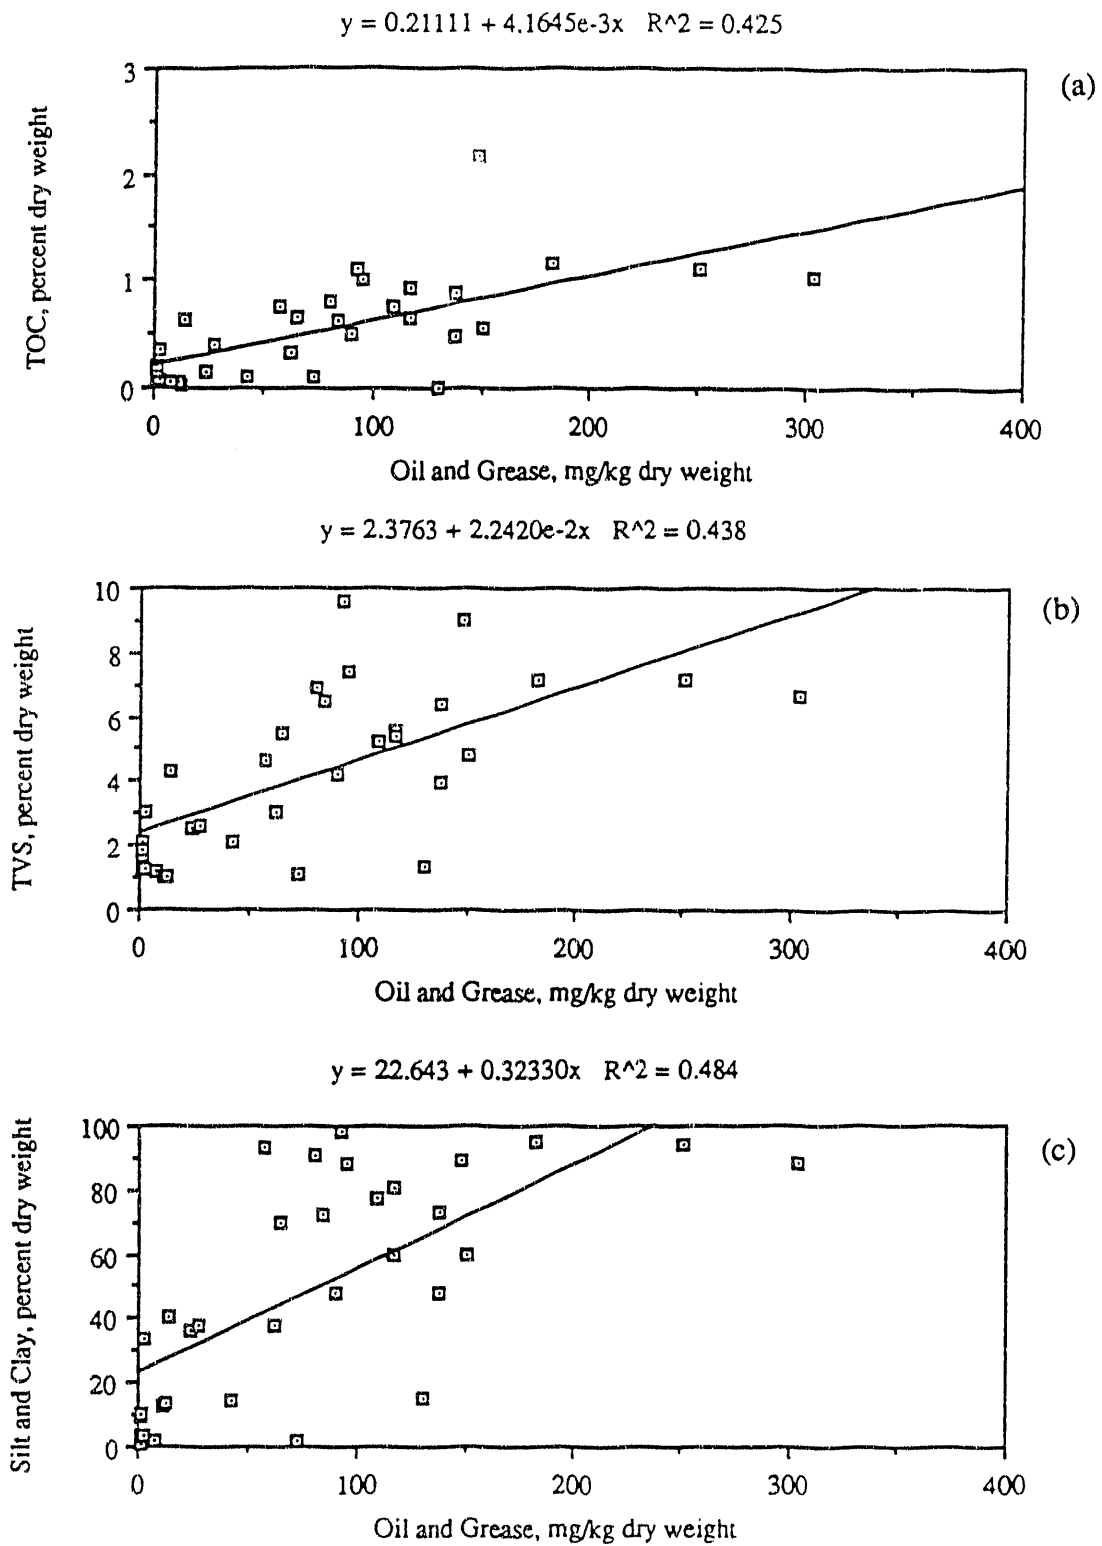 y = 0.21111 + 4.1645e-3x R^2 = 0.425
(a)
TOC, percent dry weight
3
2
1
0
0 100 200 300 400
Oil and Grease, mg/kg dry weight
y = 2.3763 + 2.2420e-2x R^2 = 0.438
(b)
TVS, percent dry weight
10
8
6
4
2
0
0 100 200 300 400
Oil and Grease, mg/kg dry weight
y = 22.643 + 0.32330x R^2 = 0.484
(c)
Silt and Clay, percent dry weight
100
80
60
40
20
0
0 100 200 300 400
Oil and Grease, mg/kg dry weight